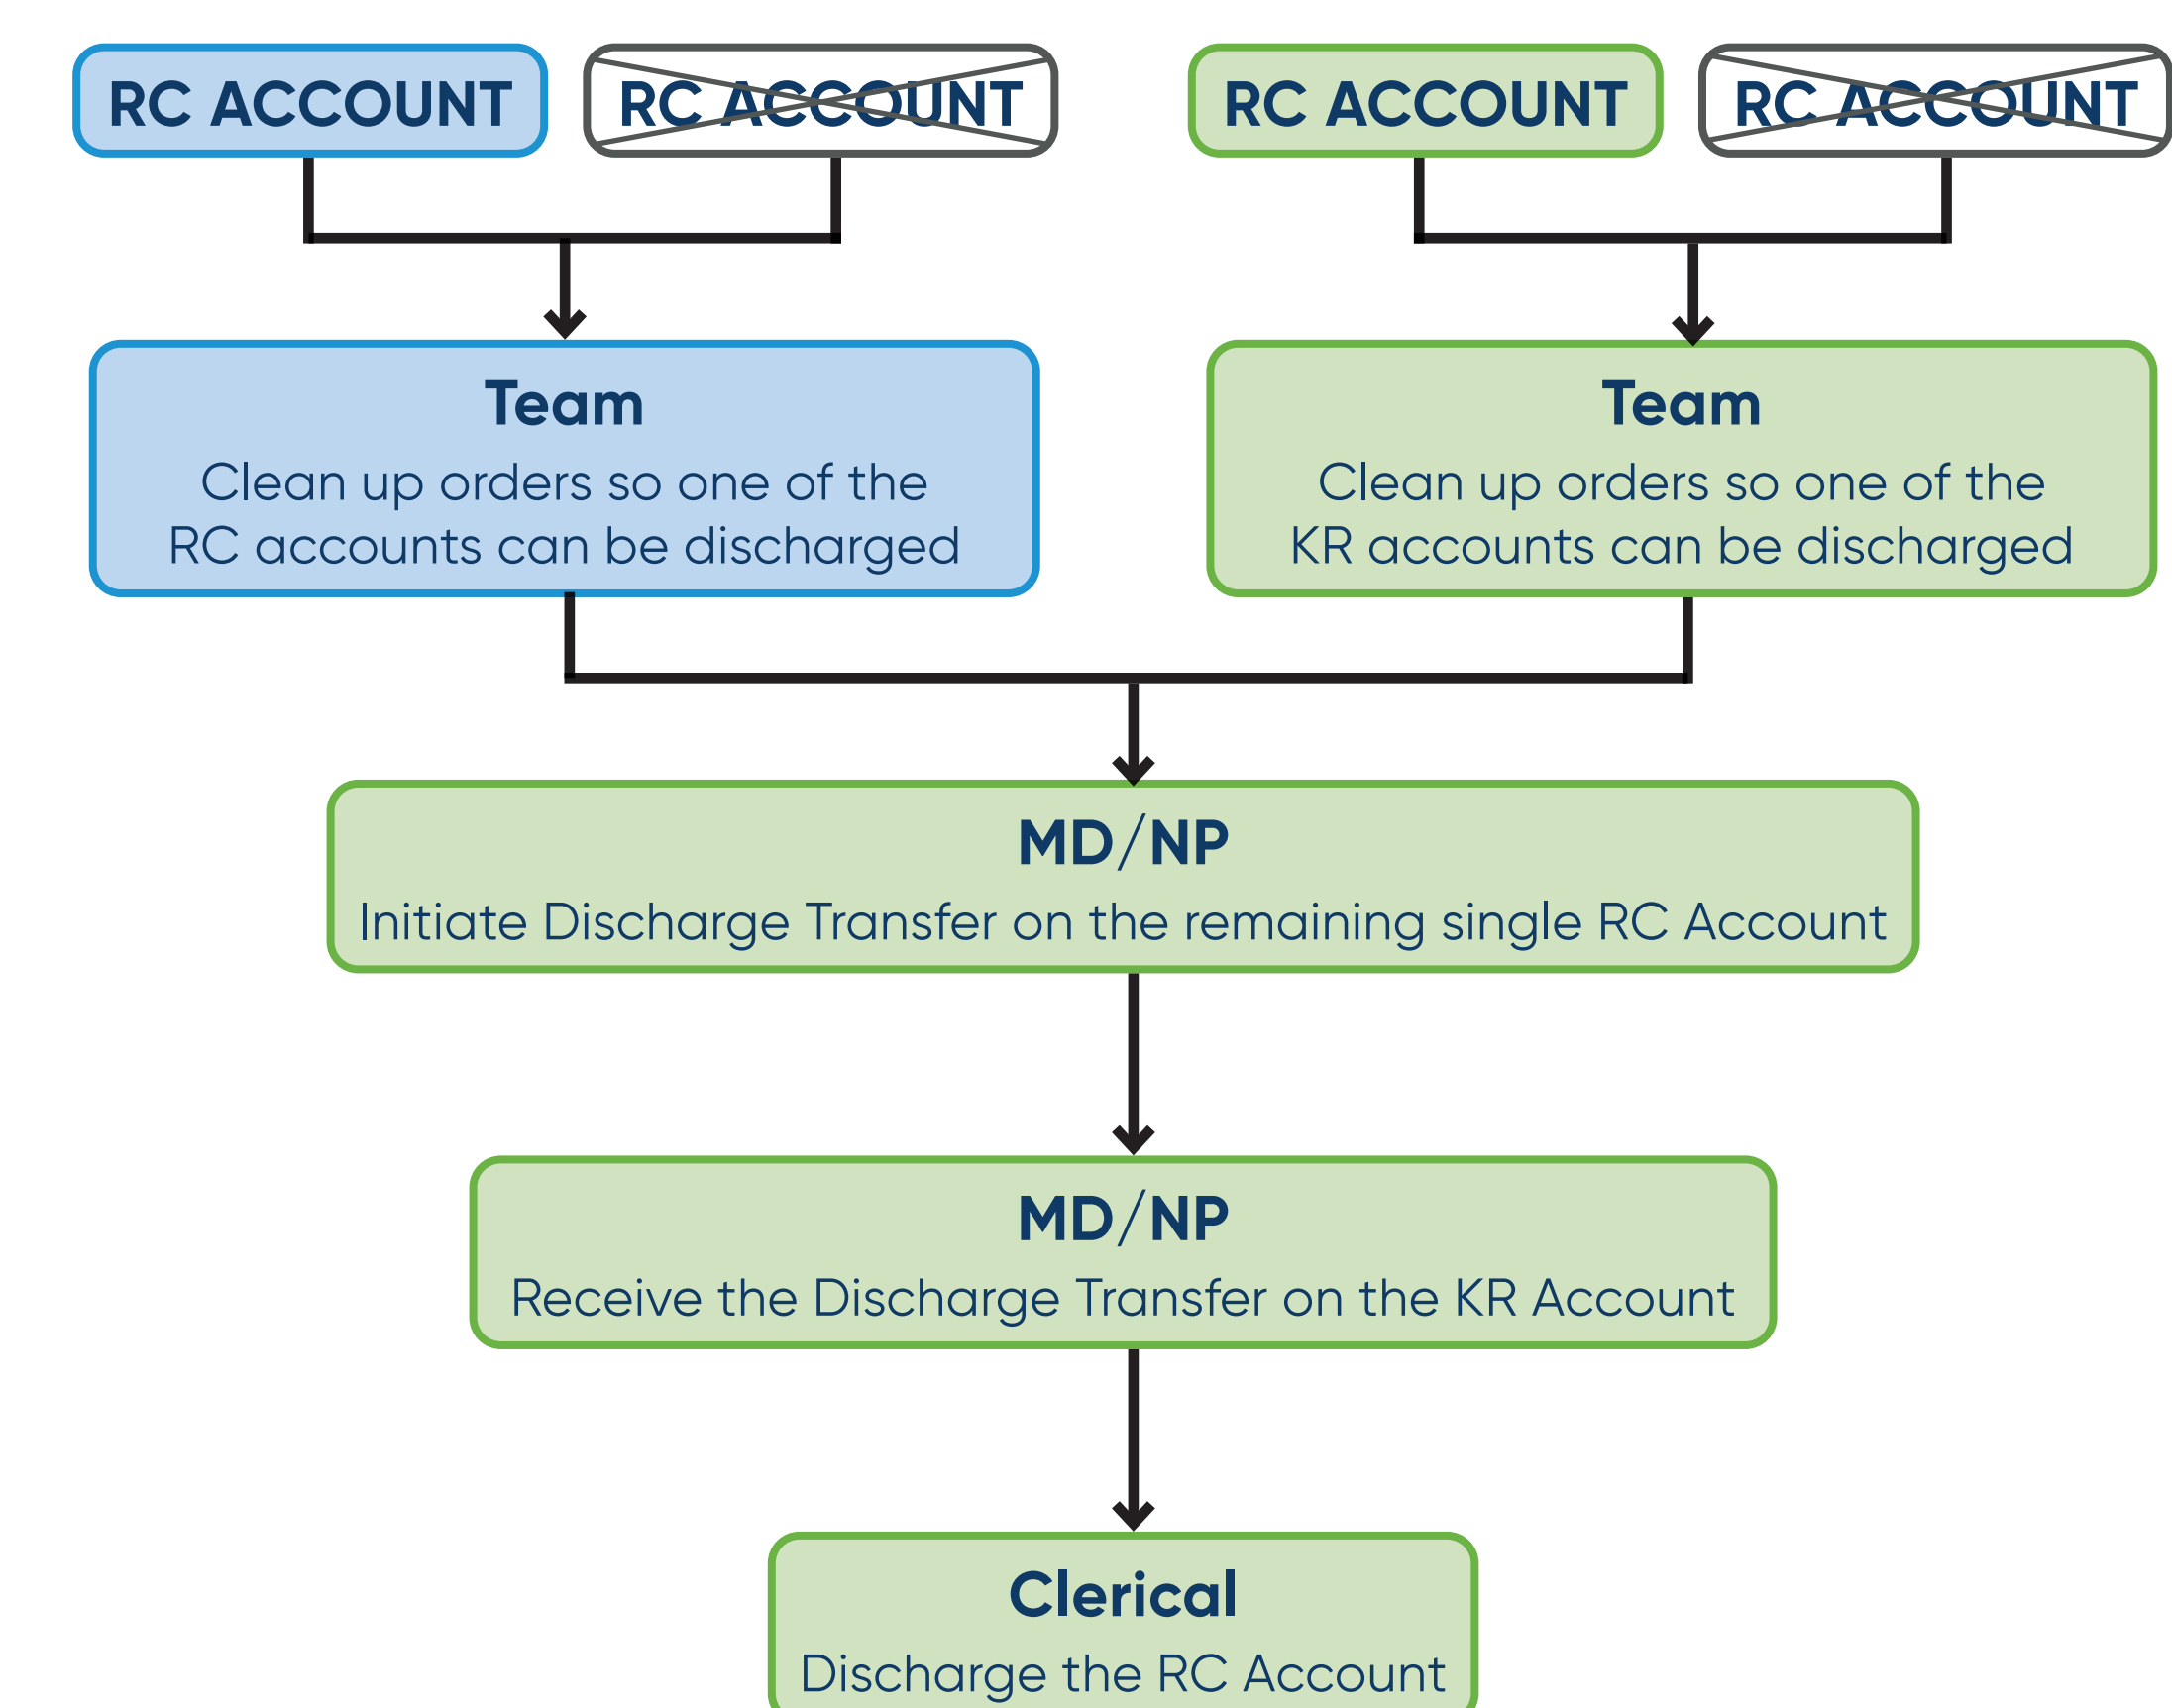 RC ACCOUNT
RC ACCOUNT
RC ACCOUNT
RC ACCOUNT
Team
Clean up orders so one of the
RC accounts can be discharged
Team
Clean up orders so one of the
KR accounts can be discharged
MD/NP
Initiate Discharge Transfer on the remaining single RC Account
MD/NP
Receive the Discharge Transfer on the KR Account
Clerical
Discharge the RC Account